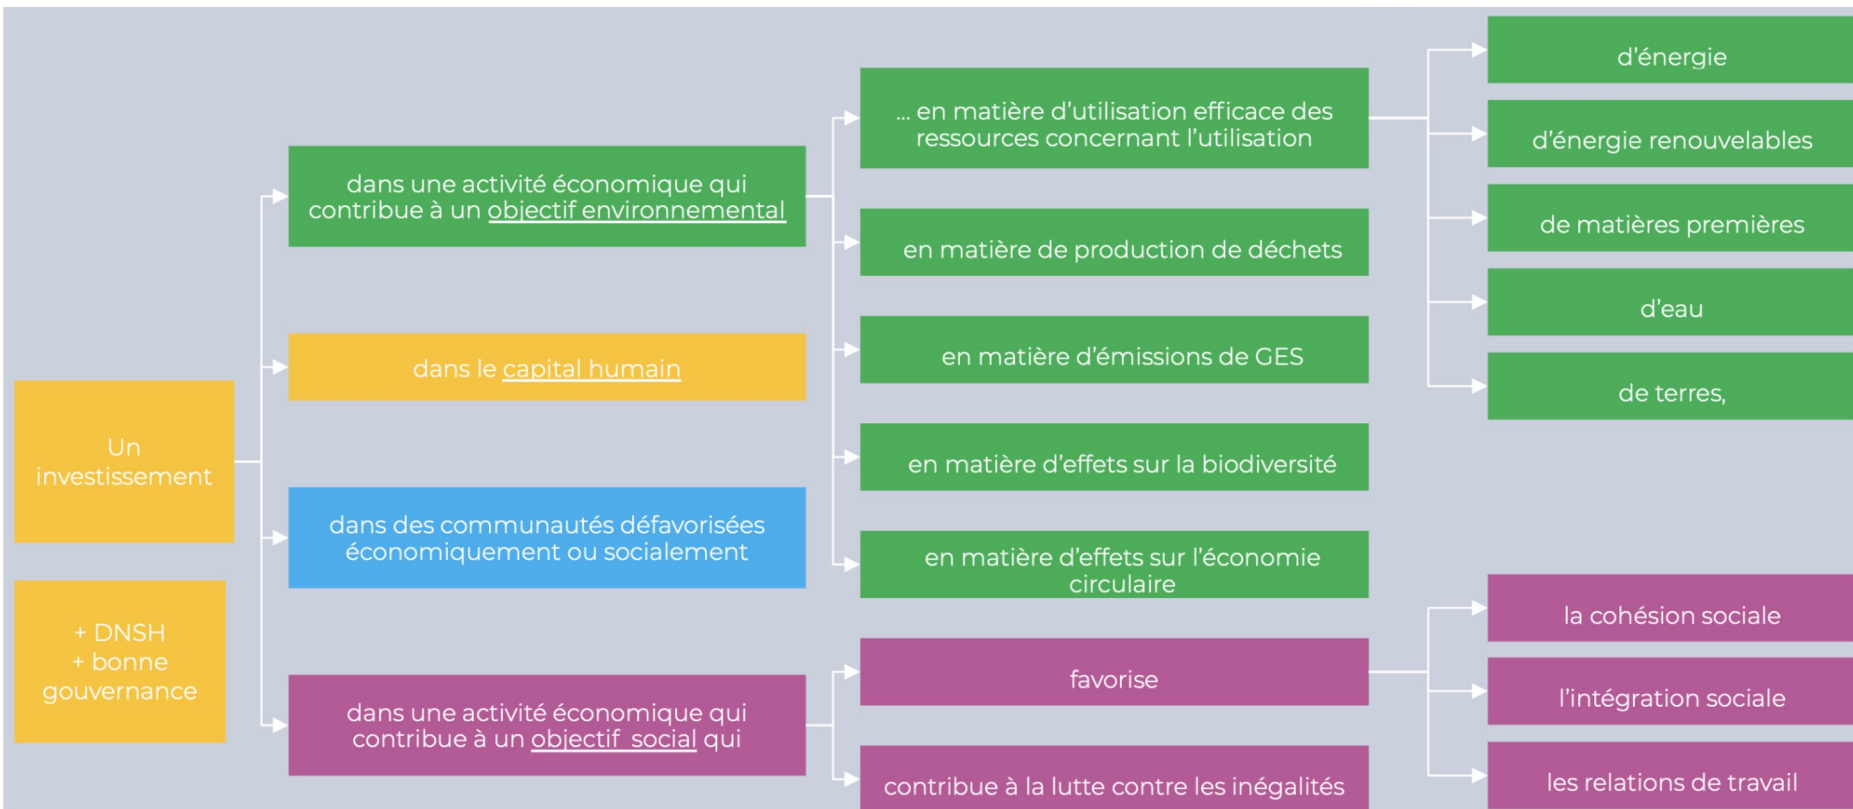 Un
investissement
+ DNSH
+ bonne
gouvernance
dans une activité économique qui
contribue à un objectif environnemental
dans le capital humain
dans des communautés défavorisées
économiquement ou socialement
dans une activité économique qui
contribue à un objectif social qui
... en matière d'utilisation efficace des
ressources concernant l'utilisation
en matière de production de déchets
en matière d'émissions de GES
en matière d'effets sur la biodiversité
en matière d'effets sur l'économie
circulaire
favorise
contribue à la lutte contre les inégalités
d'énergie
d'énergie renouvelables
de matières premières
d'eau
de terres,
la cohésion sociale
l'intégration sociale
les relations de travail